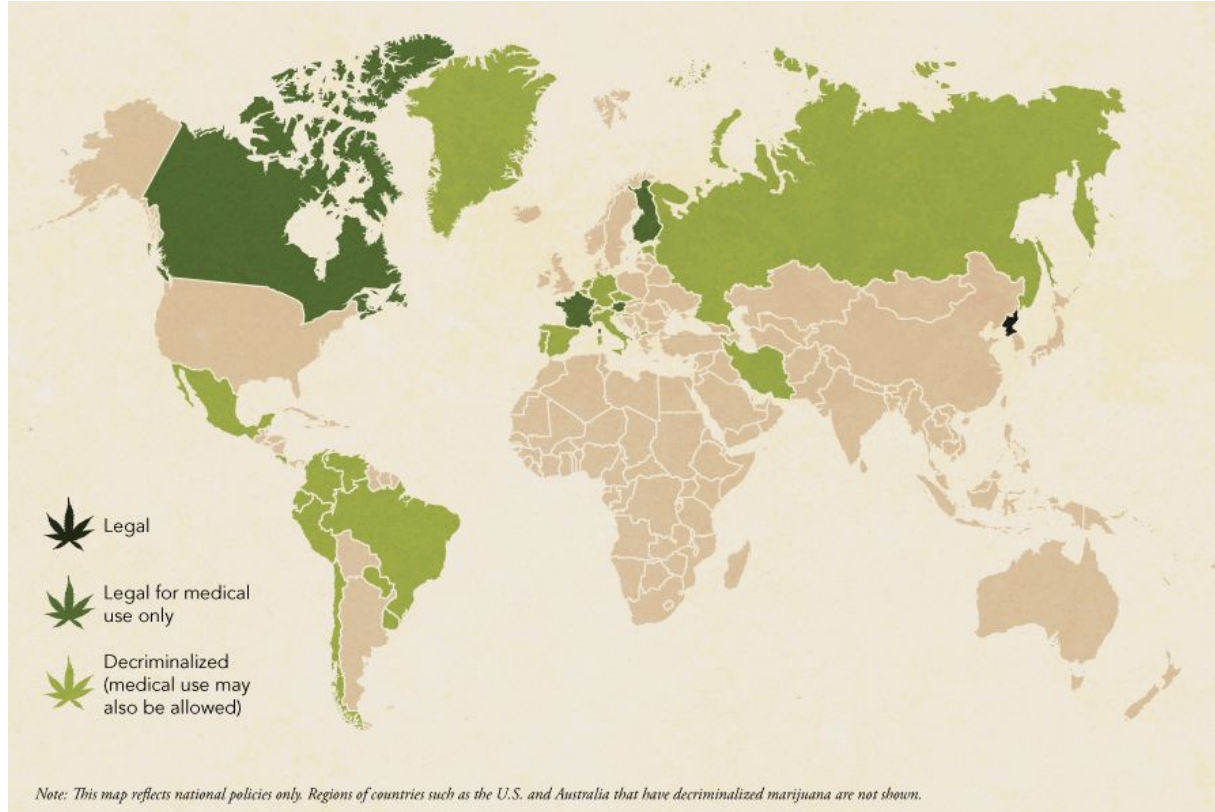 Legal
Legal for medical
use only
Decriminalized
(medical use may
also be allowed)
Note: This map reflects national policies only. Regions of countries such as the U.S. and Australia that have decriminalized marijuana are not shown.